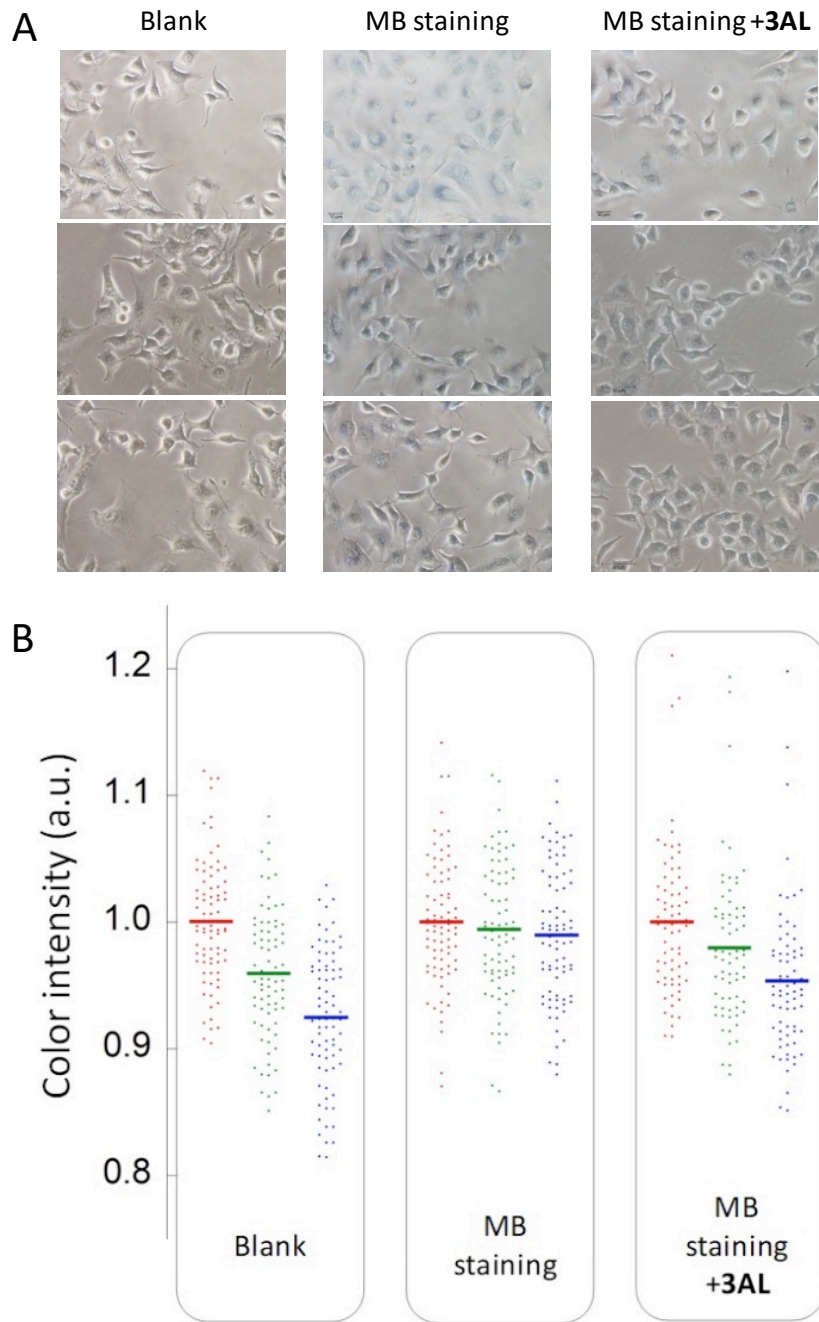 A
Blank
MB staining
MB staining +3AL
B
Color intensity (a.u.)
1.2
1.1
1.0
0.9
0.8
Blank
MB
staining
MB
staining
+3AL